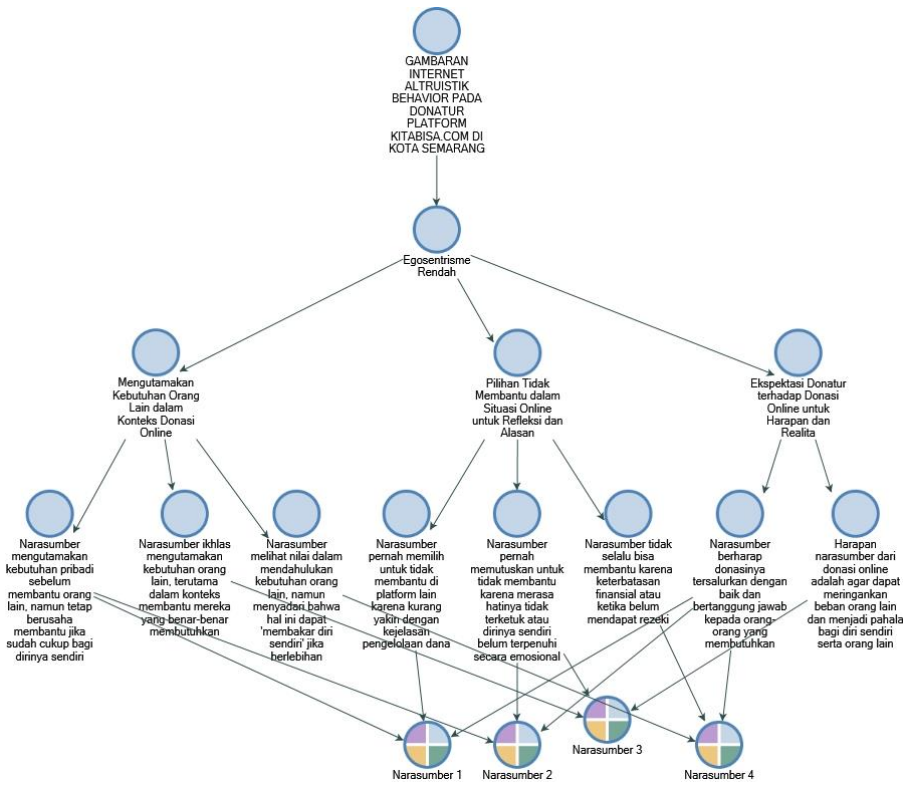 GAMBARAN
INTERNET
ALTRUISTIK
BEHAVIOR PADA
DONATUR
PLATFORM
KITABISA.COM DI
KOTA SEMARANG
Egosentrisme
Rendah
Mengutamakan
Kebutuhan Orang
Lain dalam
Konteks Donasi
Online
Pilihan Tidak
Membantu dalam
Situasi Online
untuk Refleksi dan
Alasan
Ekspektasi Donatur
terhadap Donasi
Online untuk
Harapan dan
Realita
Narasumber
mengutamakan
kebutuhan pribadi
sebelum
membantu orang
lain, namun tetap
berusaha
membantu jika
sudah cukup bagi
dirinya sendiri
Narasumber ikhlas
mengutamakan
kebutuhan orang
lain, terutama
dalam konteks
membantu mereka
yang benar-benar
membutuhkan
Narasumber
melihat nilai dalam
mendahulukan
kebutuhan orang
lain, namun
menyadari bahwa
hal ini dapat
'membakar diri
sendiri' jika
berlebihan
Narasumber
pernah memilih
untuk tidak
membantu di
platform lain
karena kurang
yakin dengan
kejelasan
pengelolaan dana
Narasumber
pernah
memutuskan untuk
tidak membantu
karena merasa
hatinya tidak
terketuk atau
dirinya sendiri
belum terpenuhi
secara emosional
Narasumber tidak
selalu bisa
membantu karena
keterbatasan
finansial atau
ketika belum
mendapat rezeki
Narasumber
berharap
donasinya
tersalurkan dengan
baik dan
bertanggung jawab
kepada orang-
orang yang
membutuhkan
Harapan
narasumber dari
donasi online
adalah agar dapat
meringankan
beban orang lain
dan menjadi pahala
bagi diri sendiri
serta orang lain
Narasumber 1
Narasumber 2
Narasumber 3
Narasumber 4